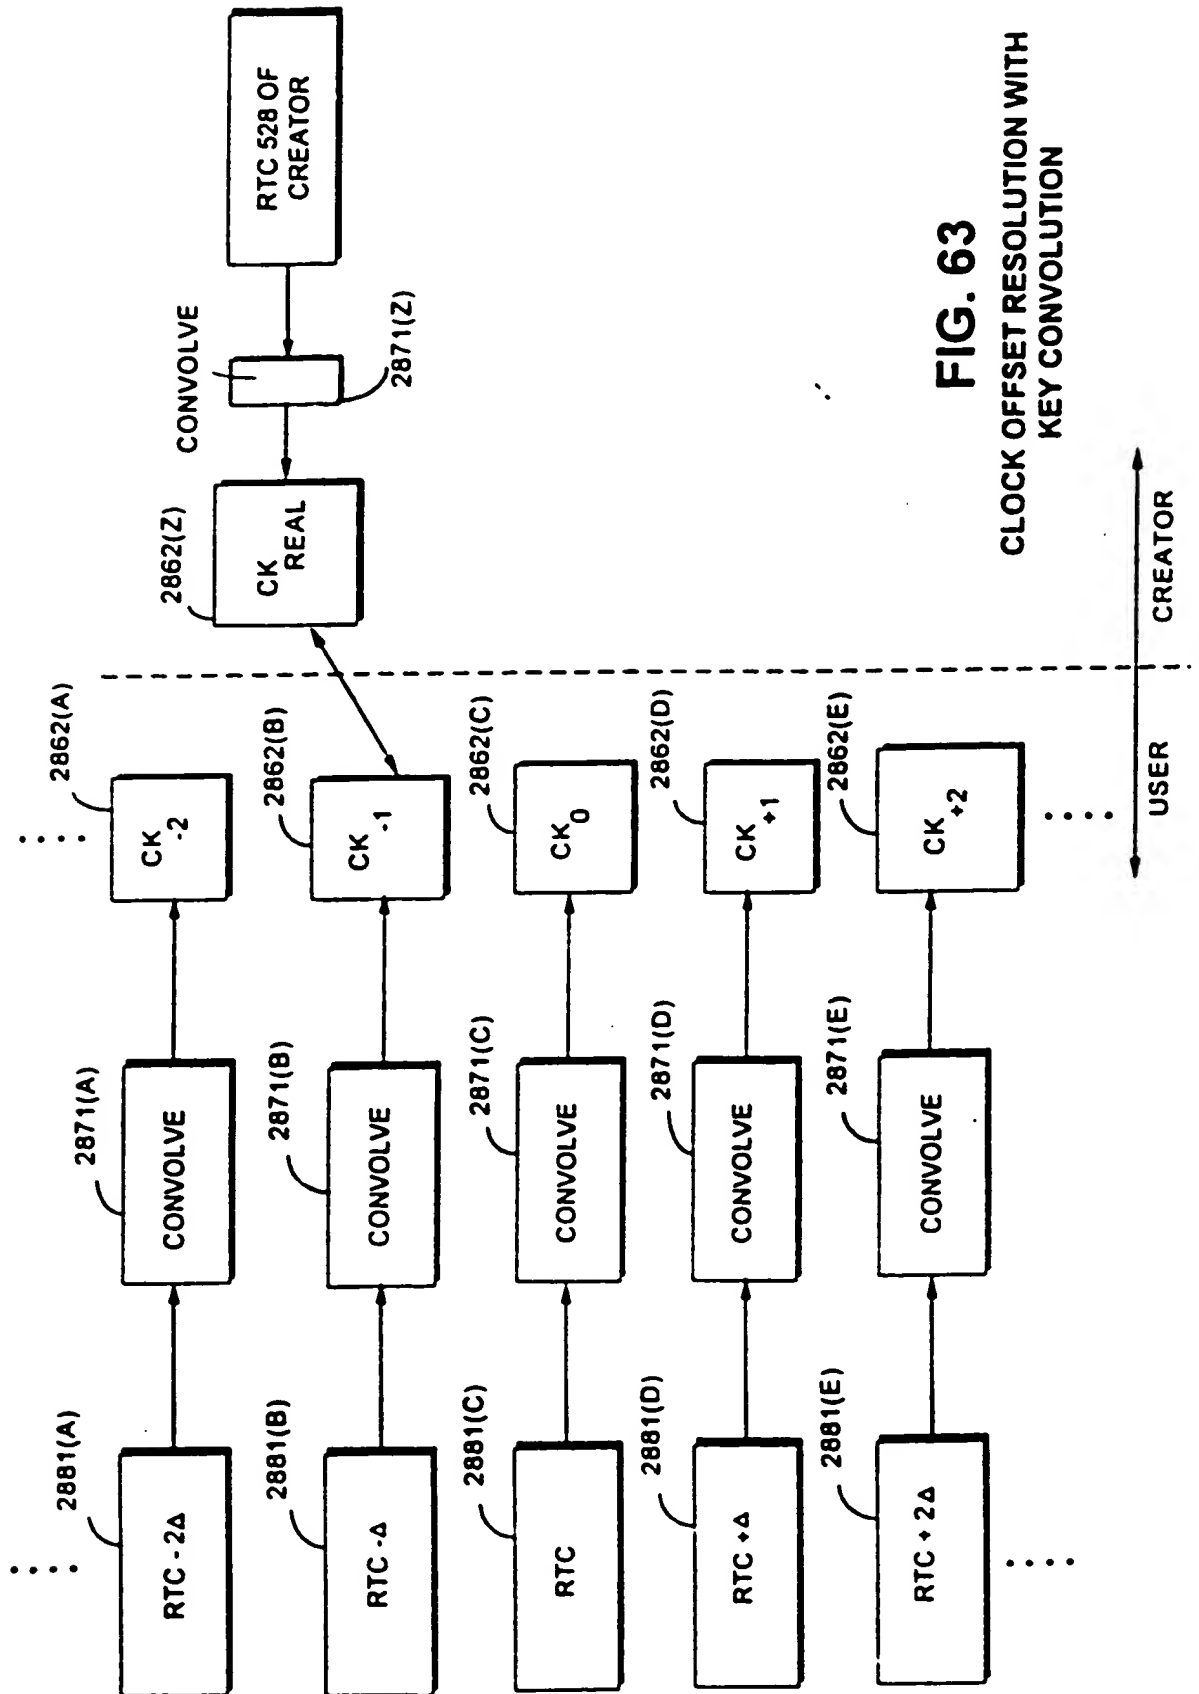 ....
RTC - 2Δ
2881(A)
CONVOLVE
2871(A)
CK -2
2862(A)
....
RTC -Δ
2881(B)
CONVOLVE
2871(B)
CK -1
2862(B)
RTC
2881(C)
CONVOLVE
2871(C)
CK 0
2862(C)
RTC +Δ
2881(D)
CONVOLVE
2871(D)
CK +1
2862(D)
RTC + 2Δ
2881(E)
CONVOLVE
2871(E)
CK +2
2862(E)
....
....
CK REAL
2862(Z)
CONVOLVE
2871(Z)
RTC 528 OF
CREATOR
USER
CREATOR
FIG. 63
CLOCK OFFSET RESOLUTION WITH
KEY CONVOLUTION